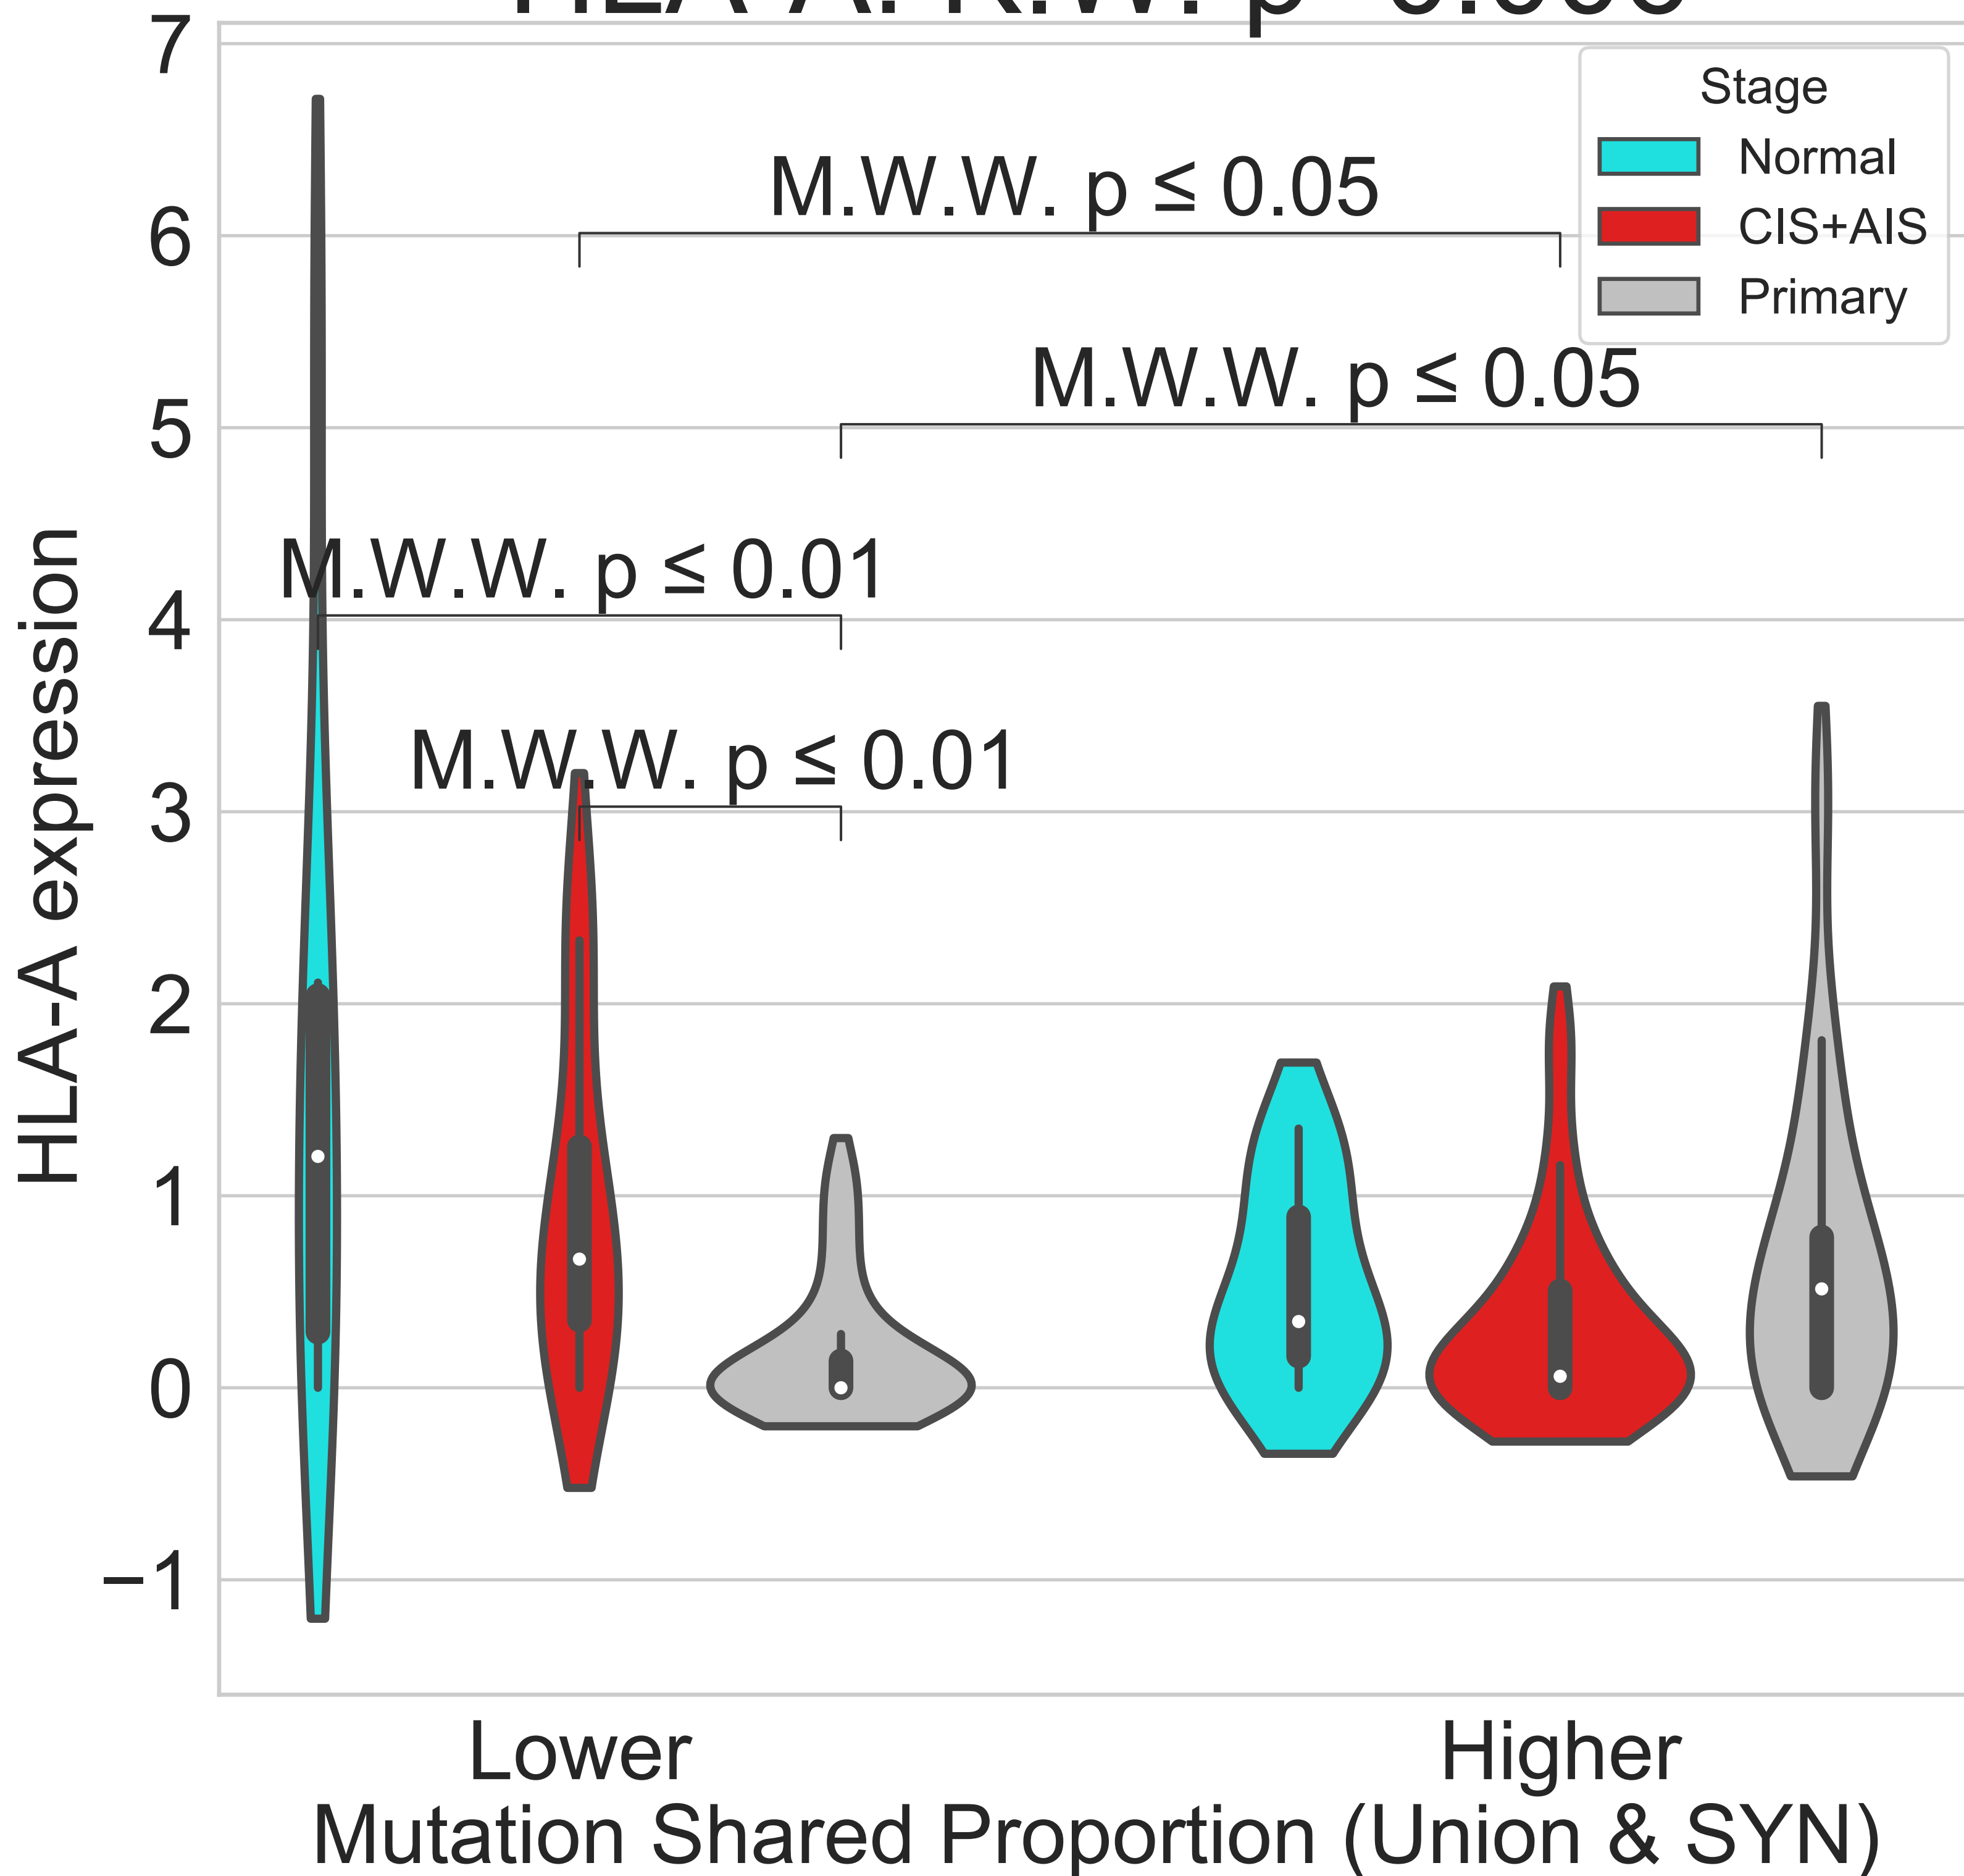 7
6
5
4
3
2
1
0
−1
HLA-A expression
Stage
Normal
CIS+AIS
Primary
M.W.W. p ≤ 0.05
M.W.W. p ≤ 0.05
M.W.W. p ≤ 0.01
M.W.W. p ≤ 0.01
Lower
Higher
Mutation Shared Proportion (Union & SYN)